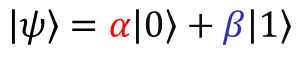 |ψ⟩ = α|0⟩ + β|1⟩